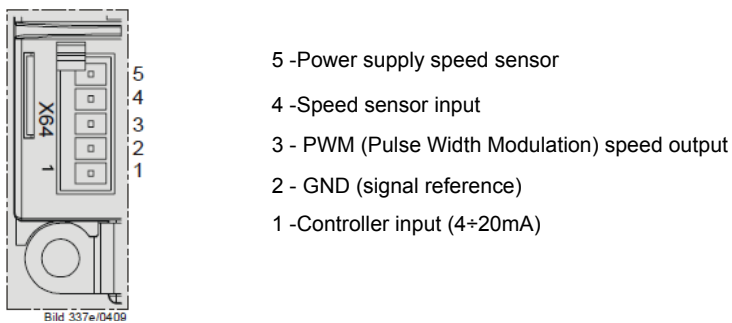 5
4
3
2
1
X64
1
Bild 337e/0409
5 -Power supply speed sensor
4 -Speed sensor input
3 - PWM (Pulse Width Modulation) speed output
2 - GND (signal reference)
1 -Controller input (4÷20mA)